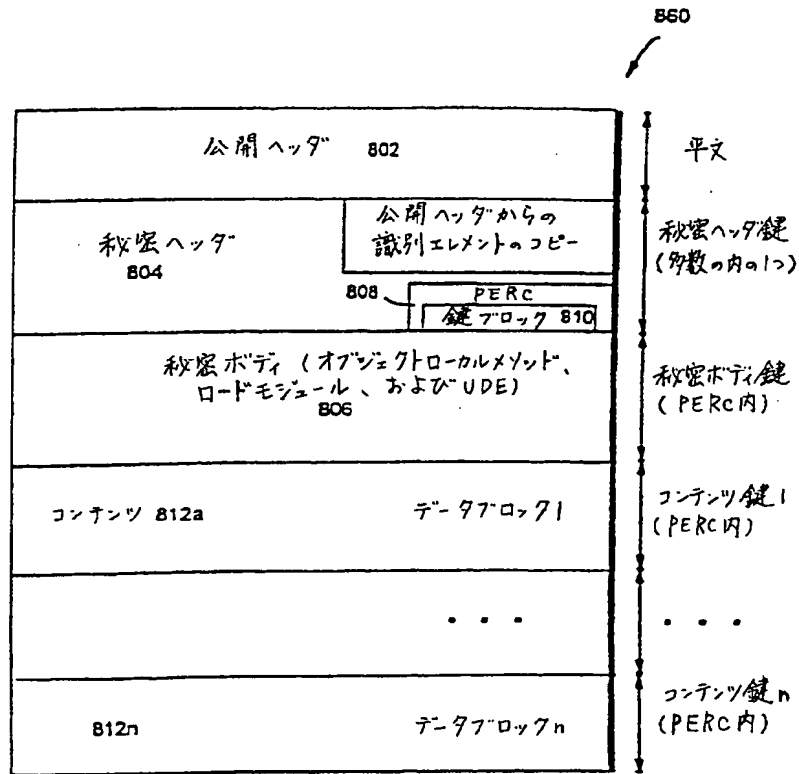 860
公開ヘッダ 802
平文
公開ヘッダからの
識別エレメントのコピー
秘密ヘッダ
804
秘密ヘッダ鍵
(多数の内の1つ)
808
PERC
鍵ブロック 810
秘密ボディ (オブジェクトローカルメソッド、
ロードモジュール、およびUDE)
806
秘密ボディ鍵
(PERC内)
コンテンツ 812a
データブロック1
コンテンツ鍵1
(PERC内)
・・・
・・・
812n
データブロックn
コンテンツ鍵n
(PERC内)